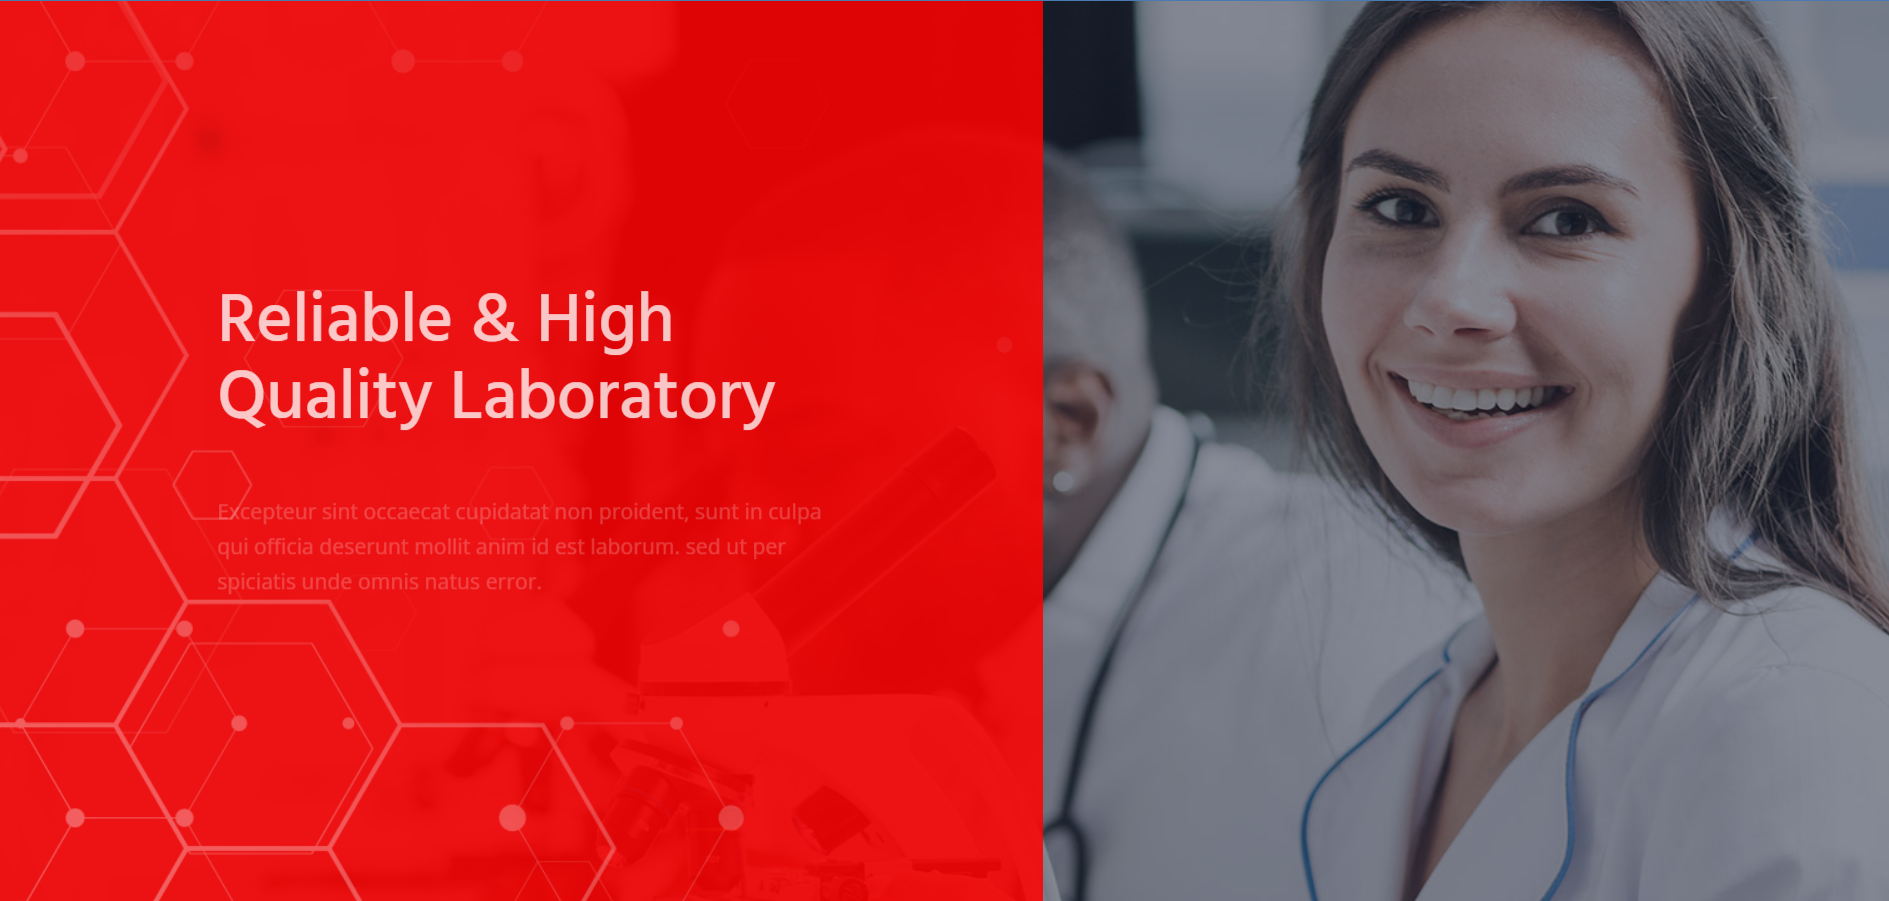 Reliable & High
Quality Laboratory
Excepteur sint occaecat cupidatat non proident, sunt in culpa
qui officia deserunt mollit anim id est laborum. sed ut per
spiciatis unde omnis natus error.